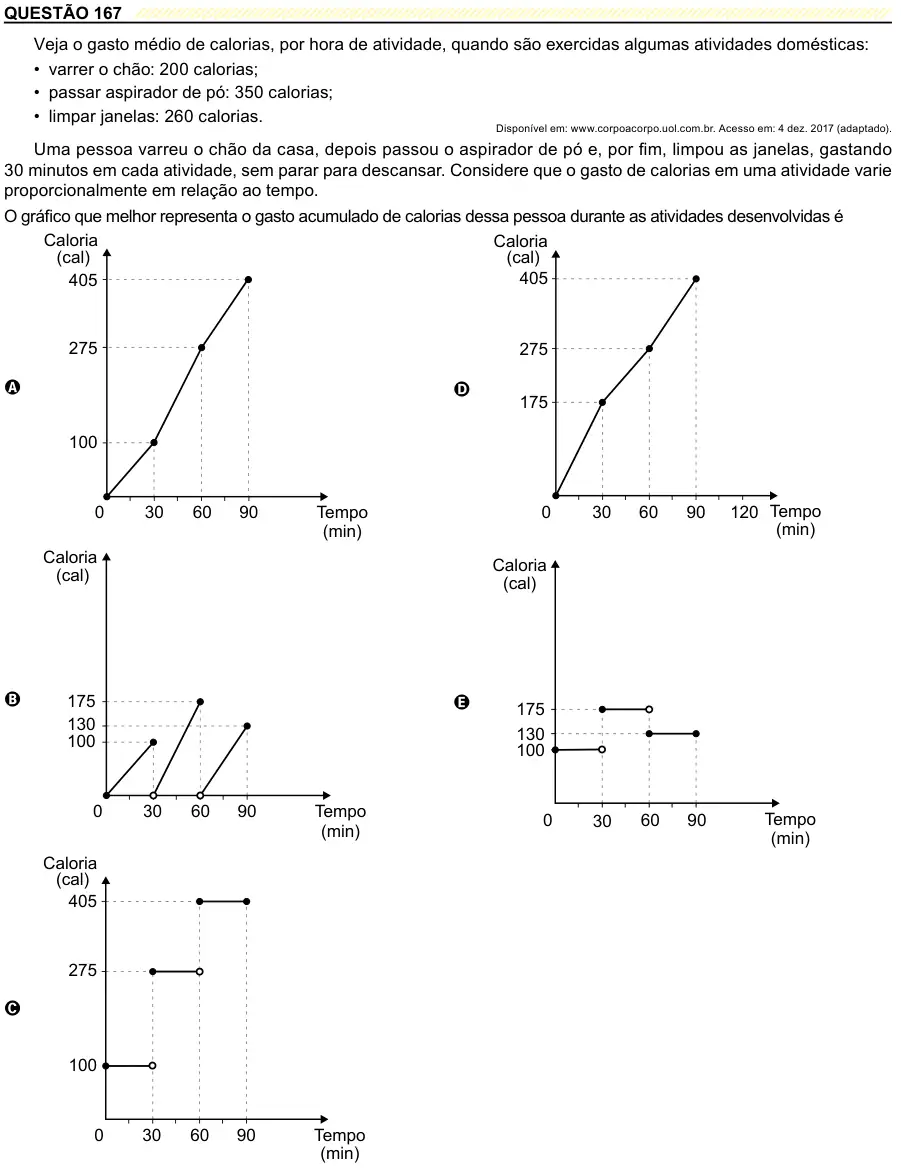 QUESTÃO 167
Veja o gasto médio de calorias, por hora de atividade, quando são exercidas algumas atividades domésticas:
• varrer o chão: 200 calorias;
• passar aspirador de pó: 350 calorias;
• limpar janelas: 260 calorias.
Disponível em: www.corpoacorpo.uol.com.br. Acesso em: 4 dez. 2017 (adaptado).
Uma pessoa varreu o chão da casa, depois passou o aspirador de pó e, por fim, limpou as janelas, gastando
30 minutos em cada atividade, sem parar para descansar. Considere que o gasto de calorias em uma atividade varie
proporcionalmente em relação ao tempo.
O gráfico que melhor representa o gasto acumulado de calorias dessa pessoa durante as atividades desenvolvidas é
A
Caloria
(cal)
405
275
100
0 30 60 90 Tempo
(min)
B
Caloria
(cal)
175
130
100
0 30 60 90 Tempo
(min)
C
Caloria
(cal)
405
275
100
0 30 60 90 Tempo
(min)
D
Caloria
(cal)
405
275
175
0 30 60 90 120 Tempo
(min)
E
Caloria
(cal)
175
130
100
0 30 60 90 Tempo
(min)